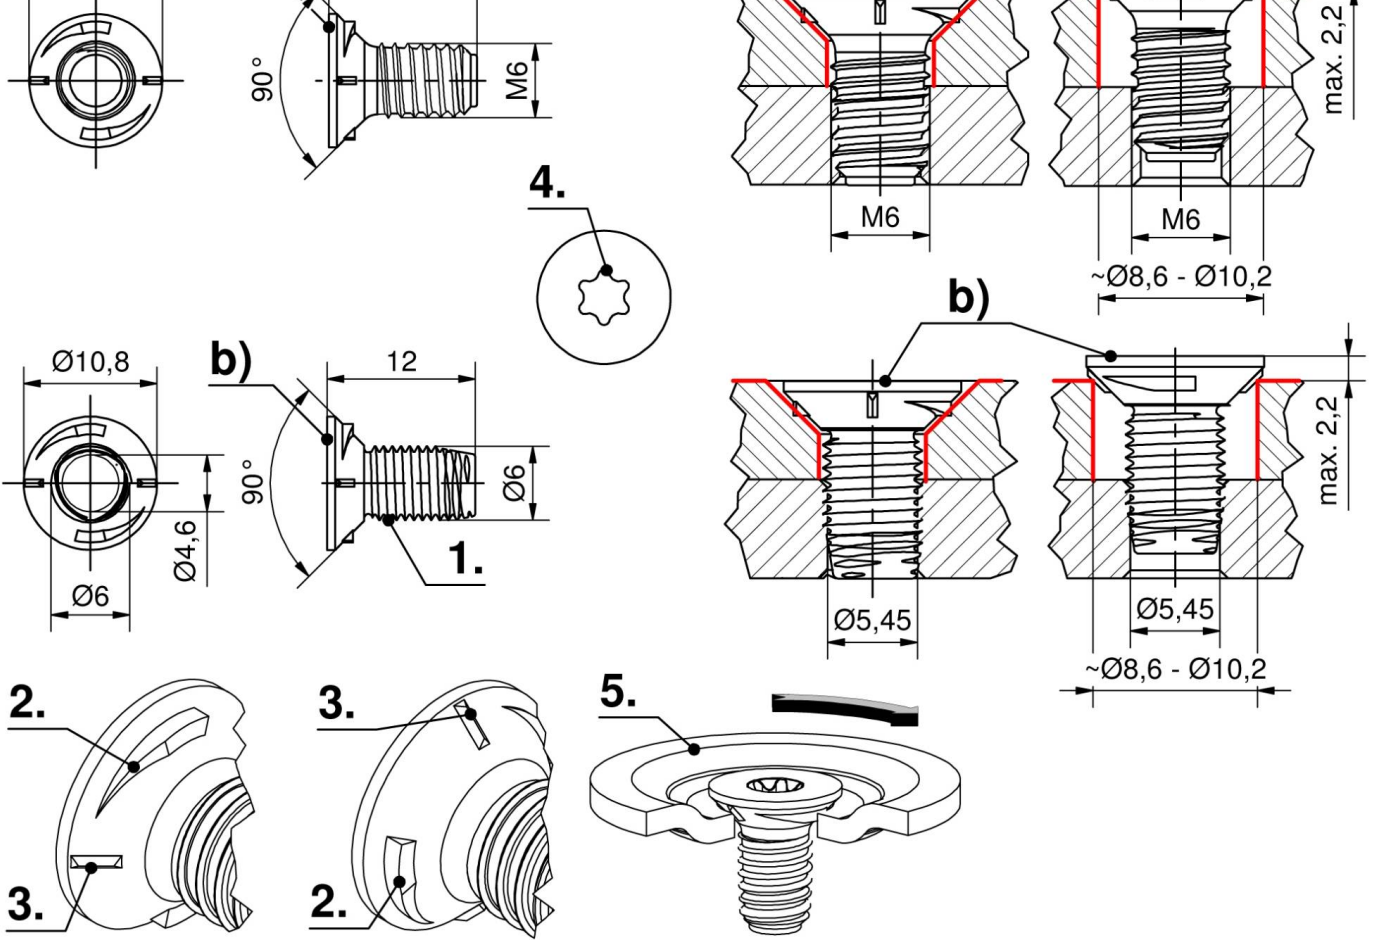 90°
M6
M6
M6
max. 2,2
~Ø8,6 - Ø10,2
4.
b)
Ø10,8
b)
12
90°
Ø6
Ø4,6
Ø6
1.
max. 2,2
Ø5,45
Ø5,45
~Ø8,6 - Ø10,2
2.
3.
5.
3.
2.